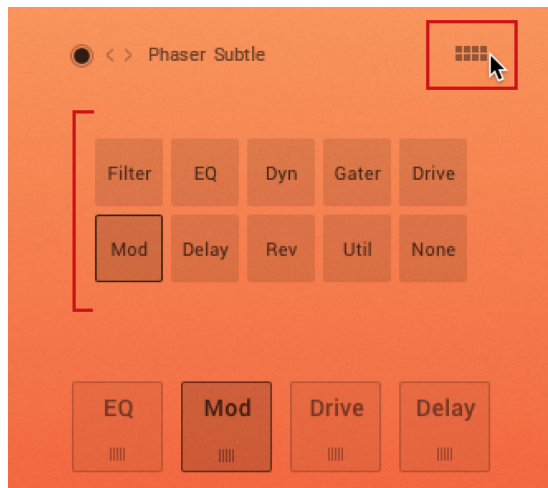 < > Phaser Subtle
Filter EQ Dyn Gater Drive
Mod Delay Rev Util None
EQ Mod Drive Delay